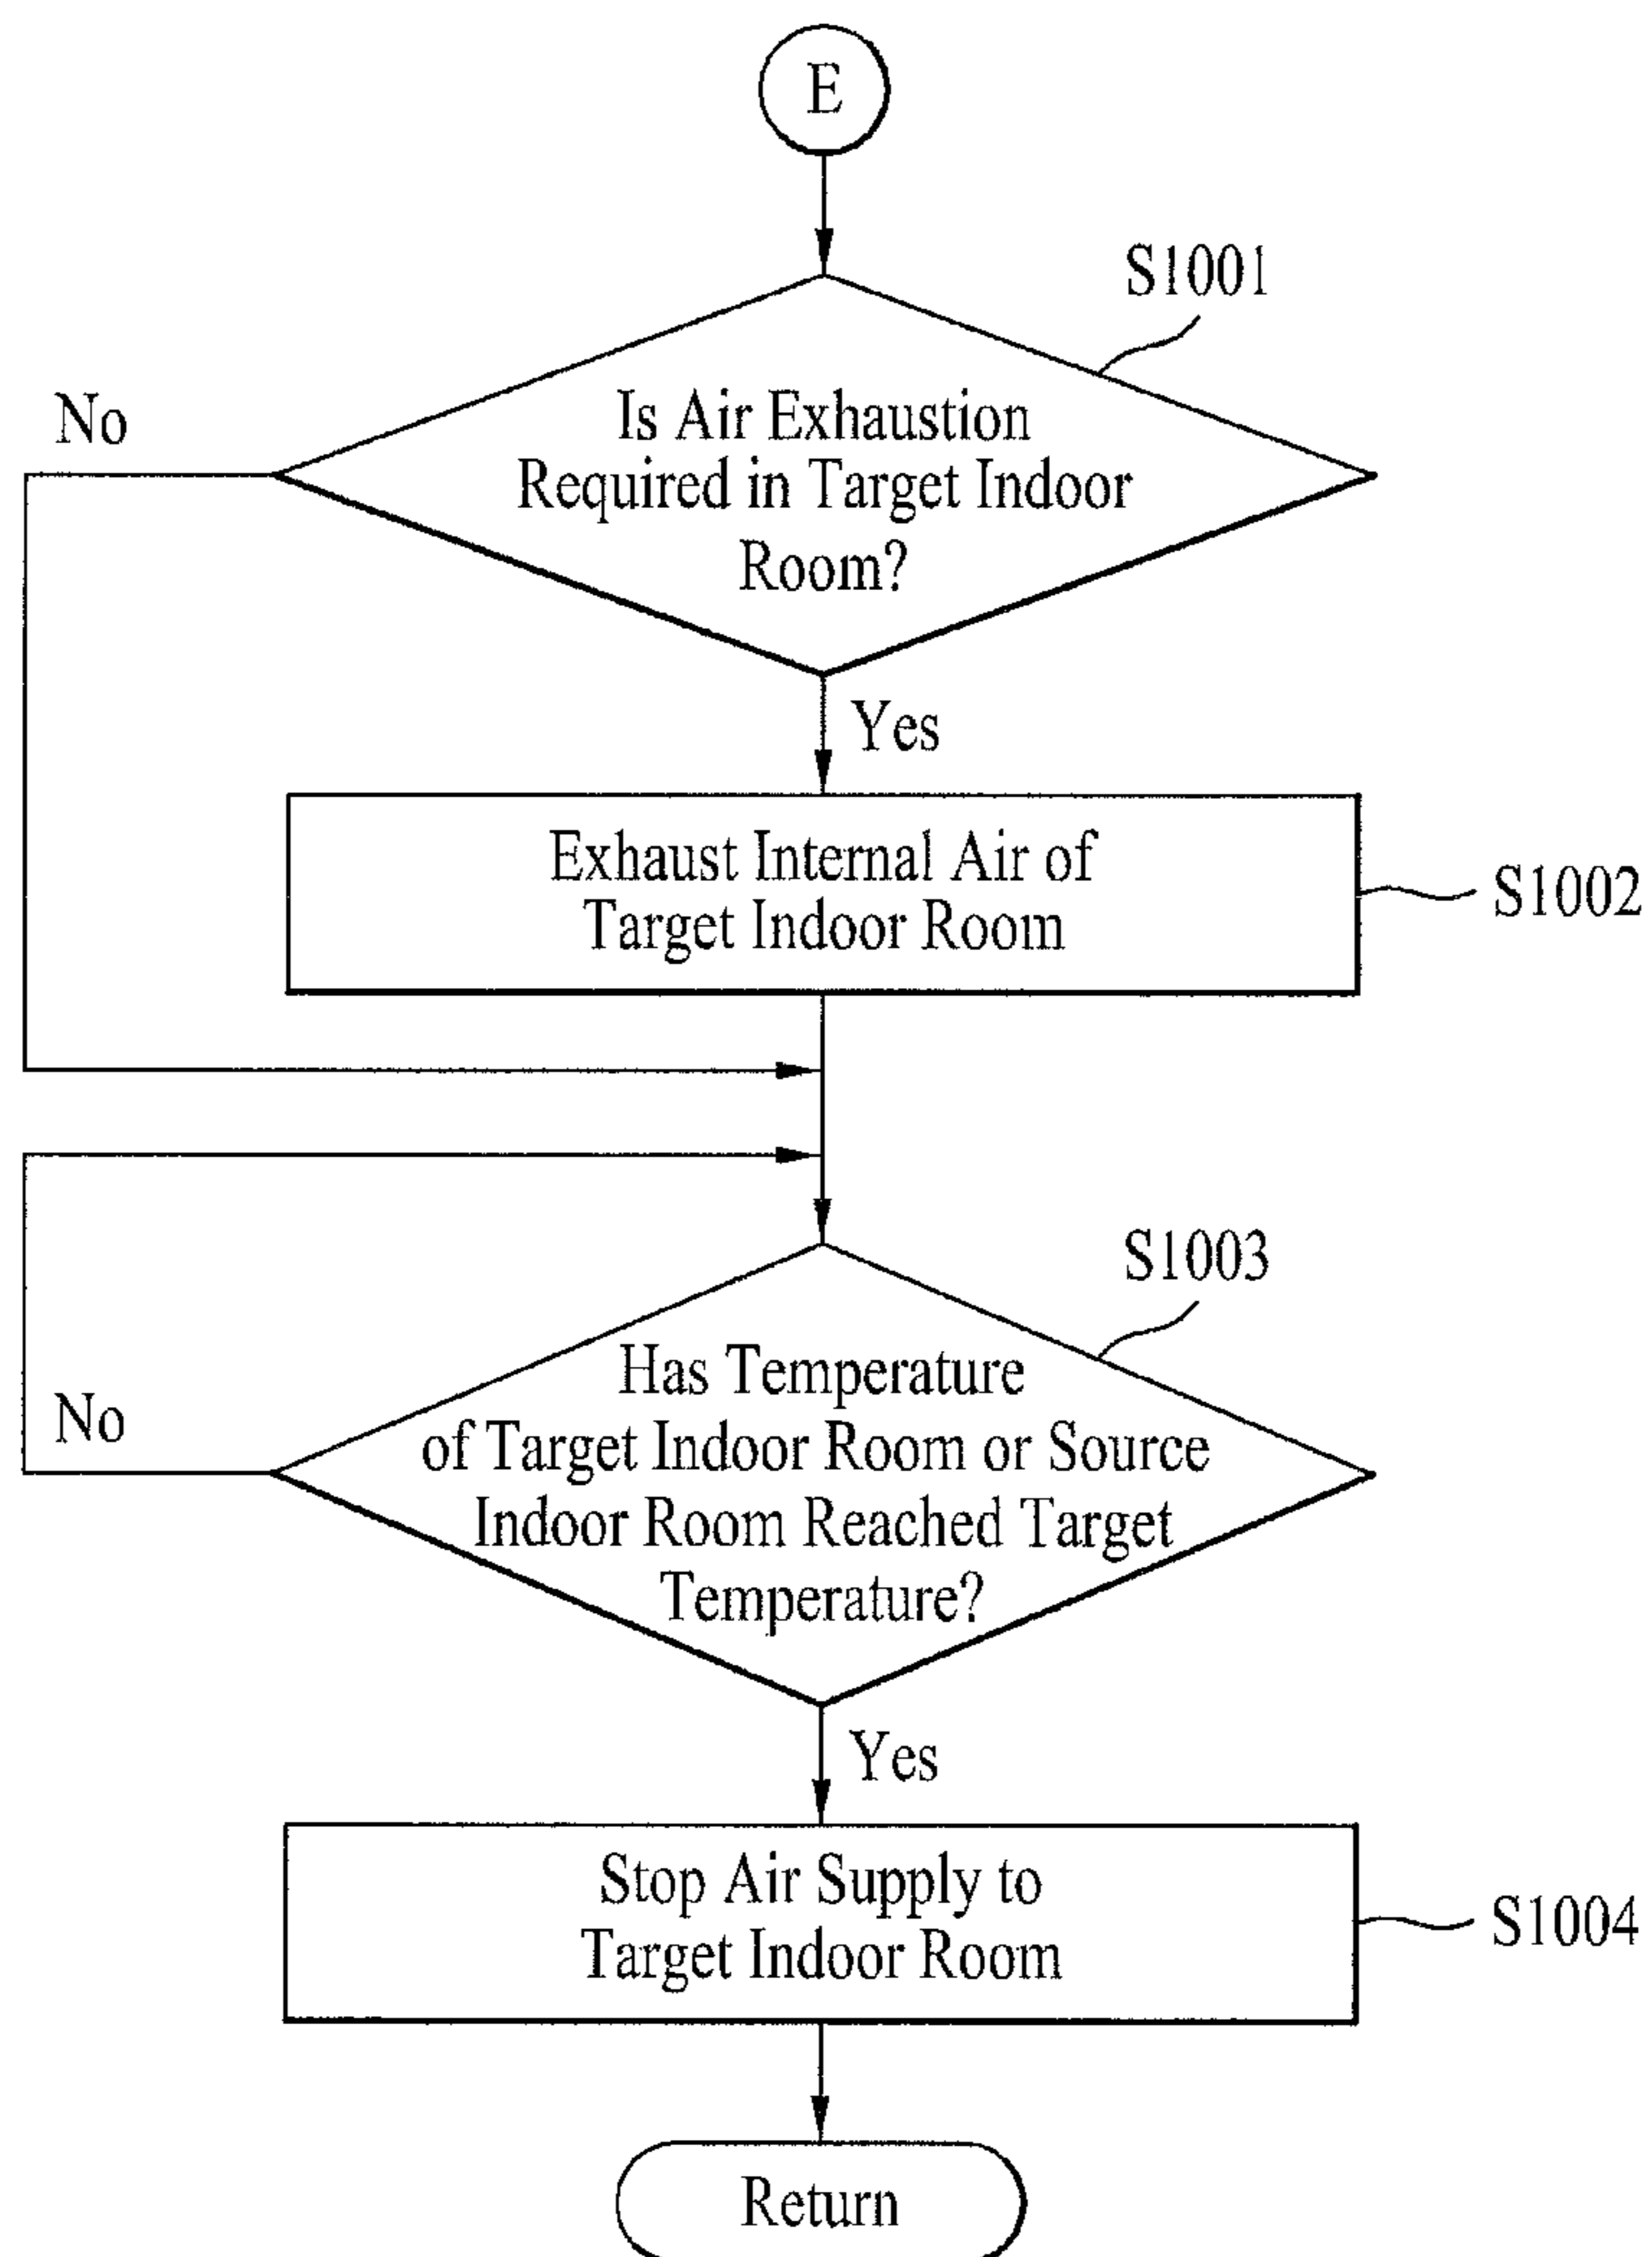 E
S1001
No
Is Air Exhaustion
Required in Target Indoor
Room?
Yes
Exhaust Internal Air of
Target Indoor Room
S1002
S1003
No
Has Temperature
of Target Indoor Room or Source
Indoor Room Reached Target
Temperature?
Yes
Stop Air Supply to
Target Indoor Room
S1004
Return